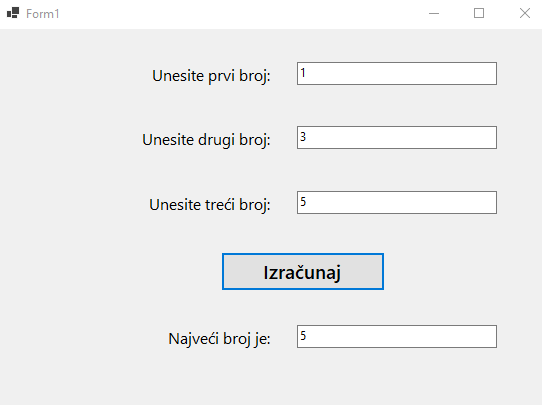 Form1
Unesite prvi broj: 1
Unesite drugi broj: 3
Unesite treći broj: 5
Izračunaj
Najveći broj je: 5